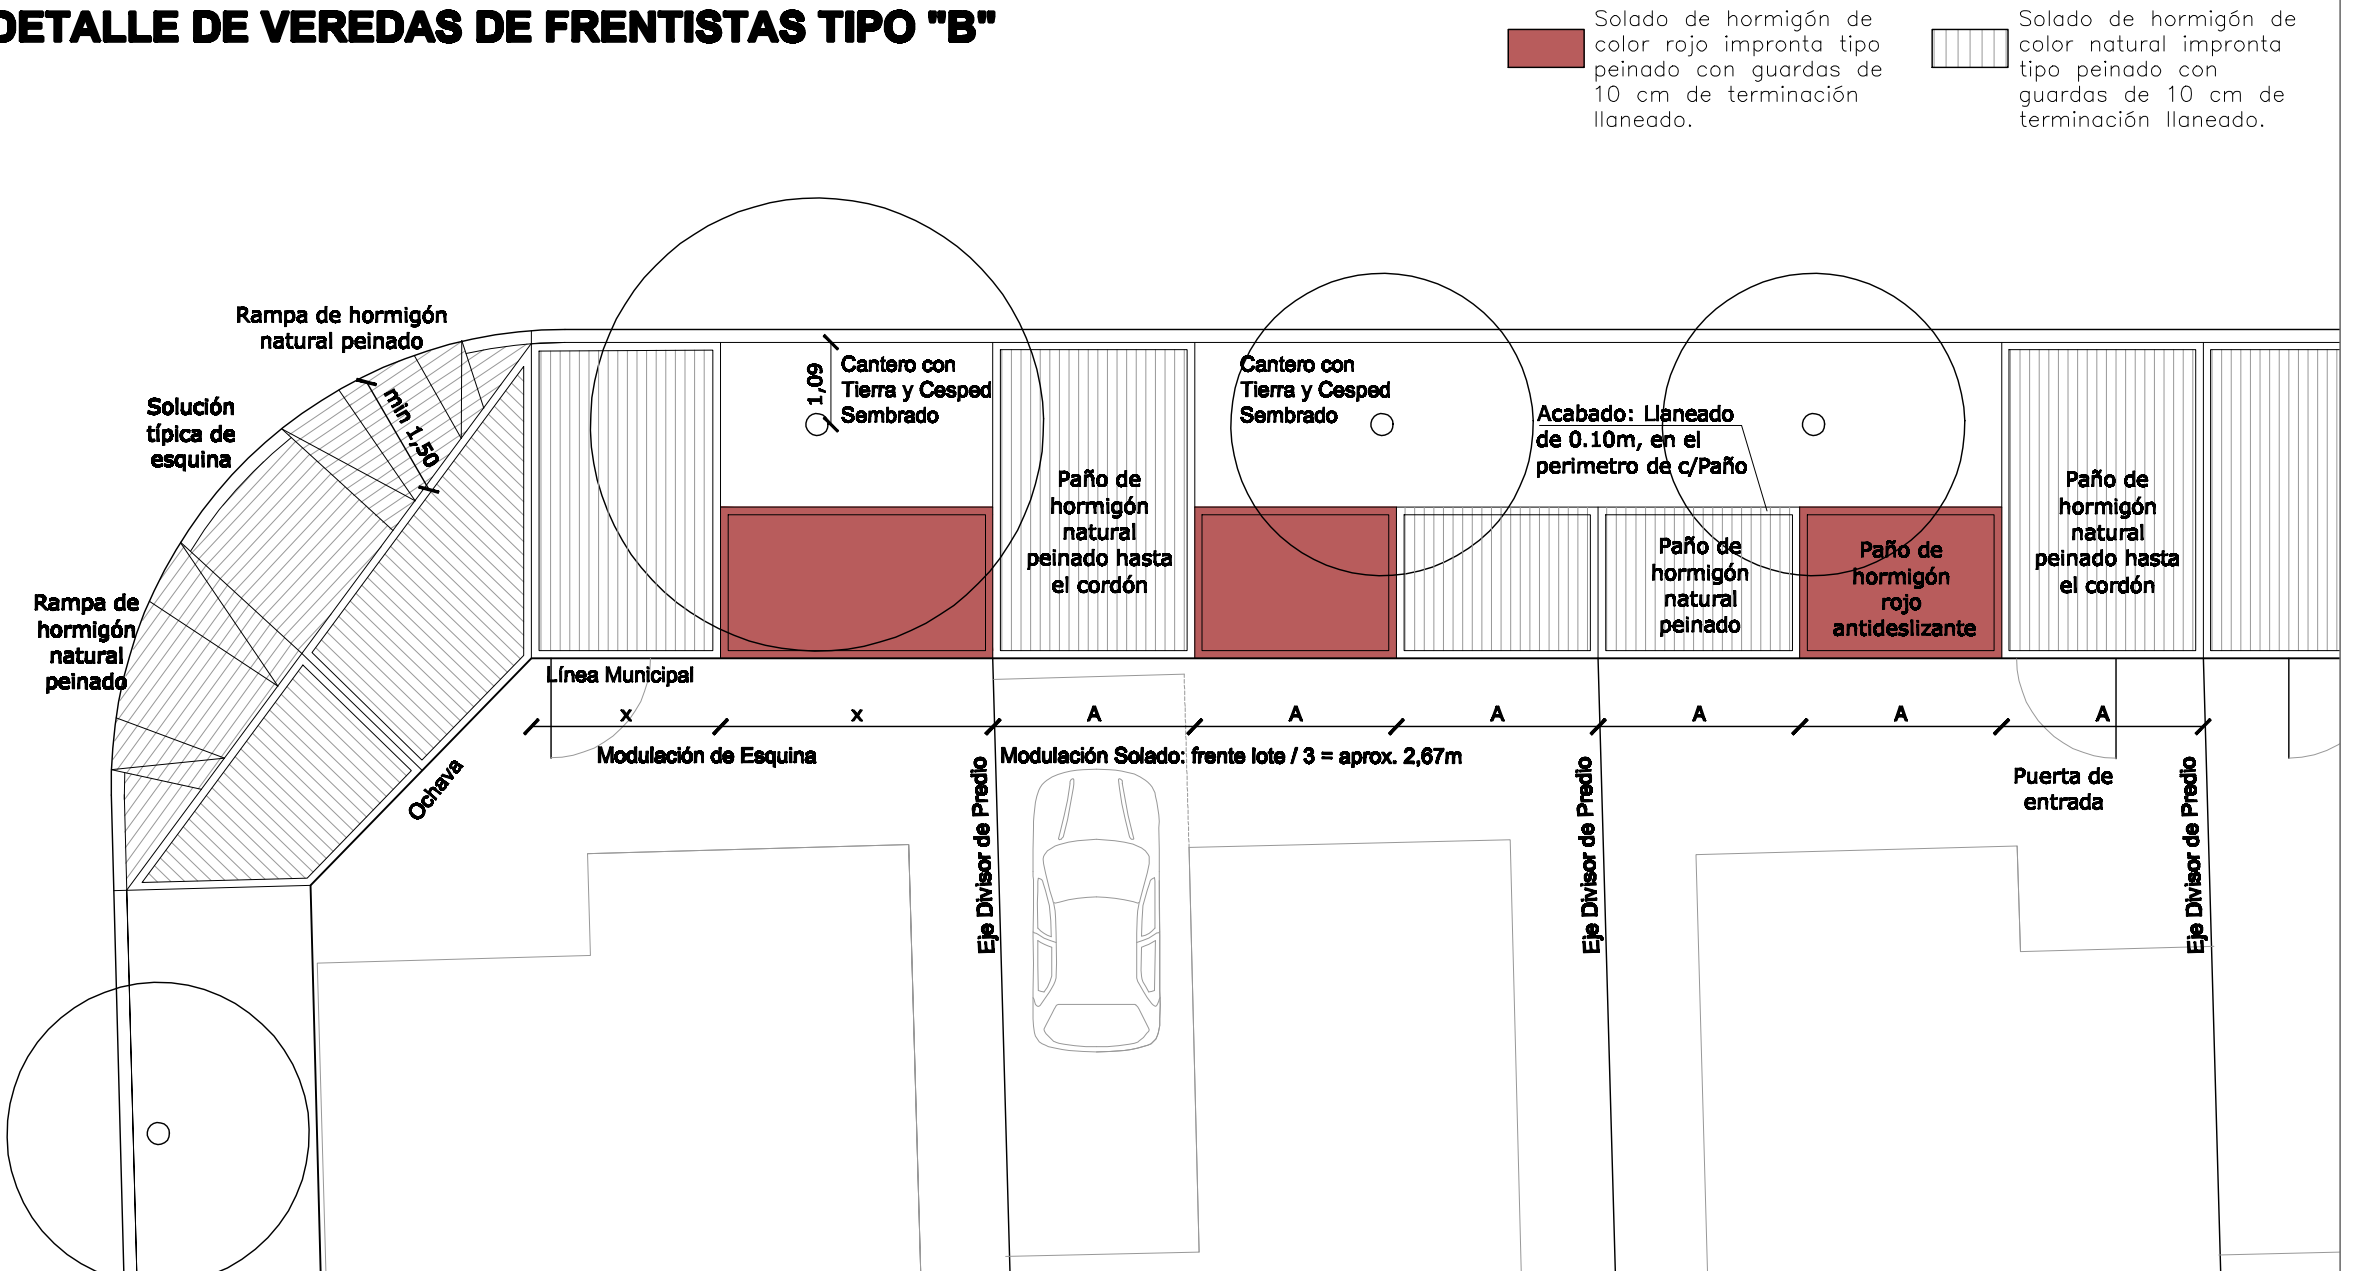 DETALLE DE VEREDAS DE FRENTISTAS TIPO "B"
Solado de hormigón de
color rojo impronta tipo
peinado con guardas de
10 cm de terminación
llaneado.
Solado de hormigón de
color natural impronta
tipo peinado con
guardas de 10 cm de
terminación llaneado.
Rampa de hormigón
natural peinado
Solución
típica de
esquina
min 1,50
Rampa de
hormigón
natural
peinado
1,09
Cantero con
Tierra y Cesped
Sembrado
Cantero con
Tierra y Cesped
Sembrado
Acabado: Llaneado
de 0.10m, en el
perimetro de c/Paño
Paño de
hormigón
natural
peinado hasta
el cordón
Paño de
hormigón
natural
peinado
Paño de
hormigón
rojo
antideslizante
Paño de
hormigón
natural
peinado hasta
el cordón
Línea Municipal
x
x
A
A
A
A
A
A
Modulación de Esquina
Modulación Solado: frente lote / 3 = aprox. 2,67m
Ochava
Eje Divisor de Predio
Eje Divisor de Predio
Puerta de
entrada
Eje Divisor de Predio